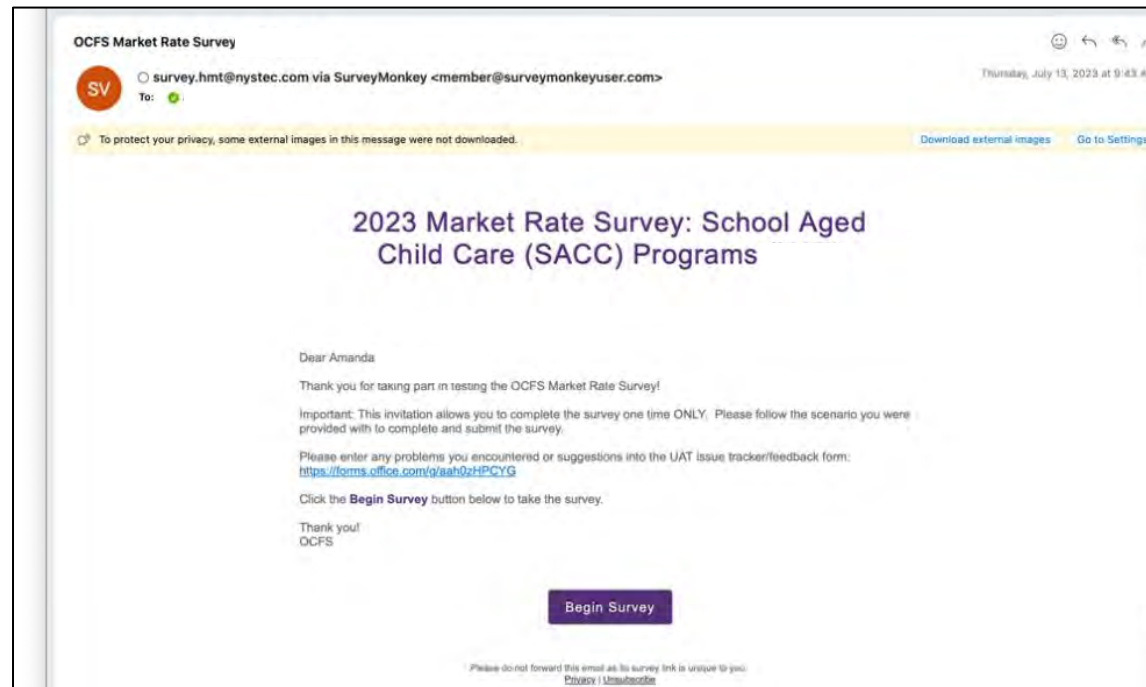 OCFS Market Rate Survey
SV
survey.hmt@nystec.com via SurveyMonkey <member@surveymonkeyuser.com>
Thursday, July 13, 2023 at 9:43 A
To:
To protect your privacy, some external images in this message were not downloaded.
Download external images Go to Settings
2023 Market Rate Survey: School Aged
Child Care (SACC) Programs
Dear Amanda
Thank you for taking part in testing the OCFS Market Rate Survey!
Important: This invitation allows you to complete the survey one time ONLY. Please follow the scenario you were
provided with to complete and submit the survey.
Please enter any problems you encountered or suggestions into the UAT issue tracker/feedback form:
https://forms.office.com/g/aah0zHPCYG
Click the Begin Survey button below to take the survey.
Thank you!
OCFS
Begin Survey
Please do not forward this email as its survey link is unique to you.
Privacy | Unsubscribe